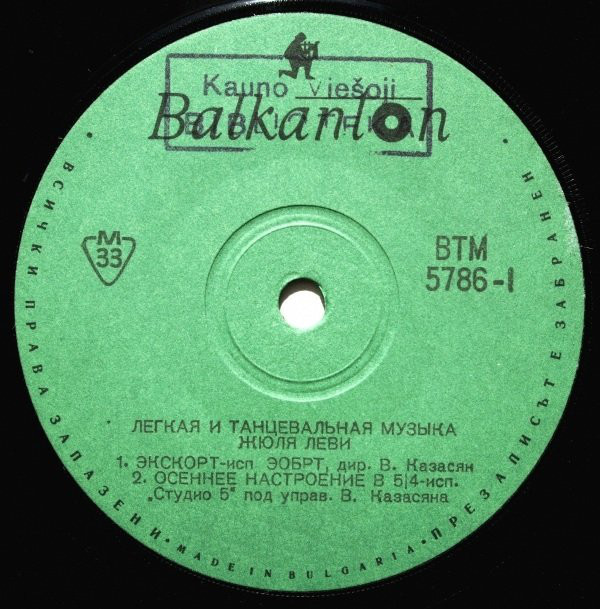 Kauno Viešoji
Balkanton
М
33
ВТМ
5786-I
ЛЕГКАЯ И ТАНЦЕВАЛЬНАЯ МУЗЫКА
ЖЮЛЯ ЛЕВИ
1. ЭКСКОРТ-исп. ЭОБРТ, дир. В. Казасян
2. ОСЕННЕЕ НАСТРОЕНИЕ В 5/4-исп.
„Студио 5" под управ. В. Казасяна
ВСИЧКИ ПРАВА ЗАПАЗЕНИ • MADE IN BULGARIA • ПРЕЗАПИСЪТ Е ЗАБРАНЕН